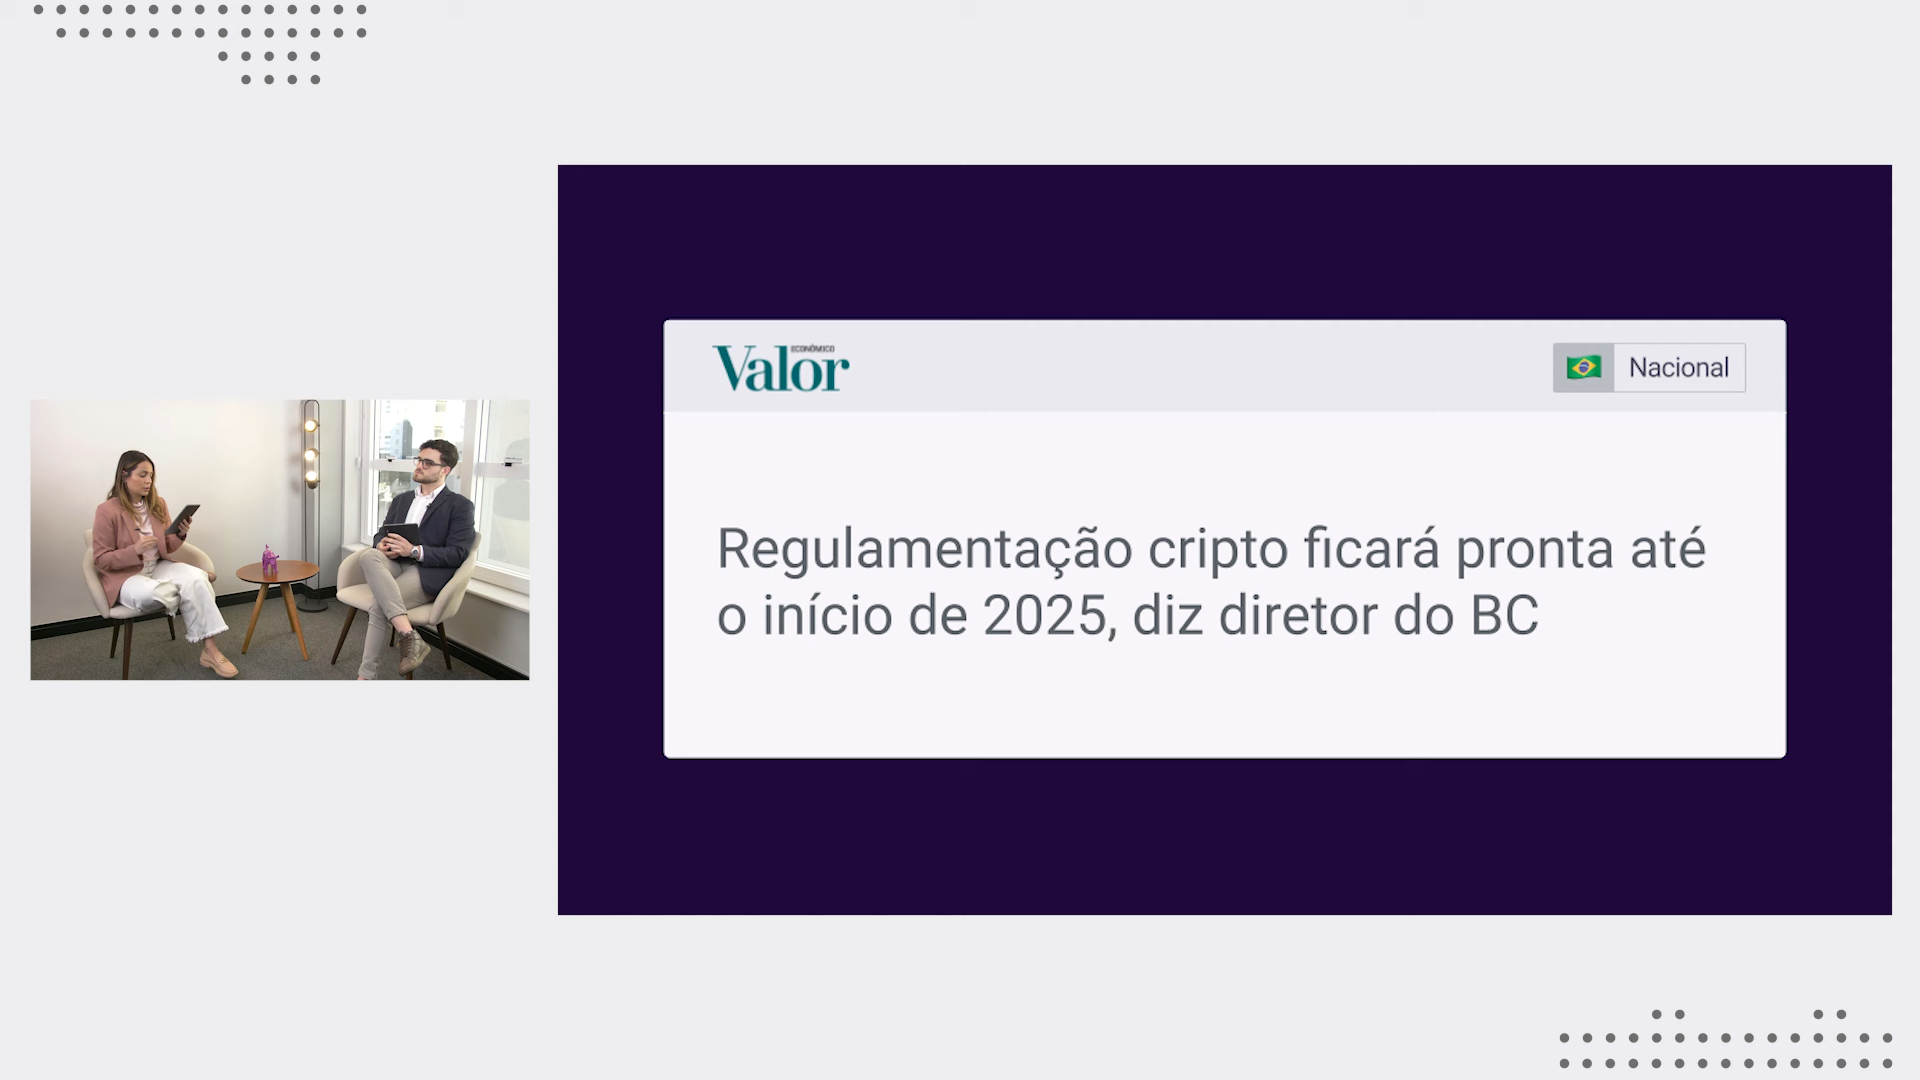 Valor
ECONÔMICO
Nacional
Regulamentação cripto ficará pronta até
o início de 2025, diz diretor do BC